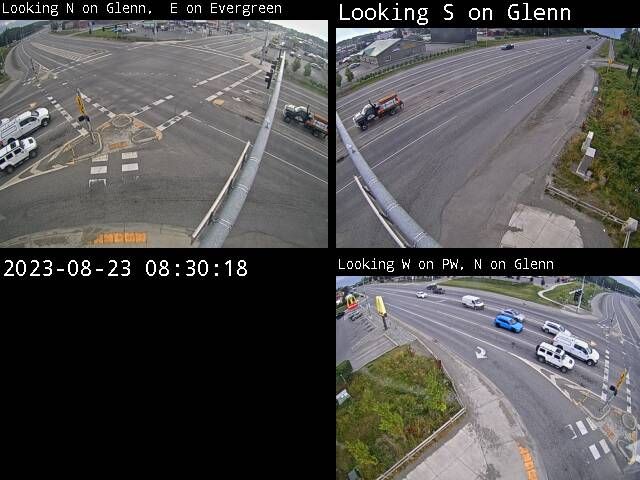 Looking N on Glenn, E on Evergreen
Looking S on Glenn
2023-08-23 08:30:18
Looking W on PW, N on Glenn